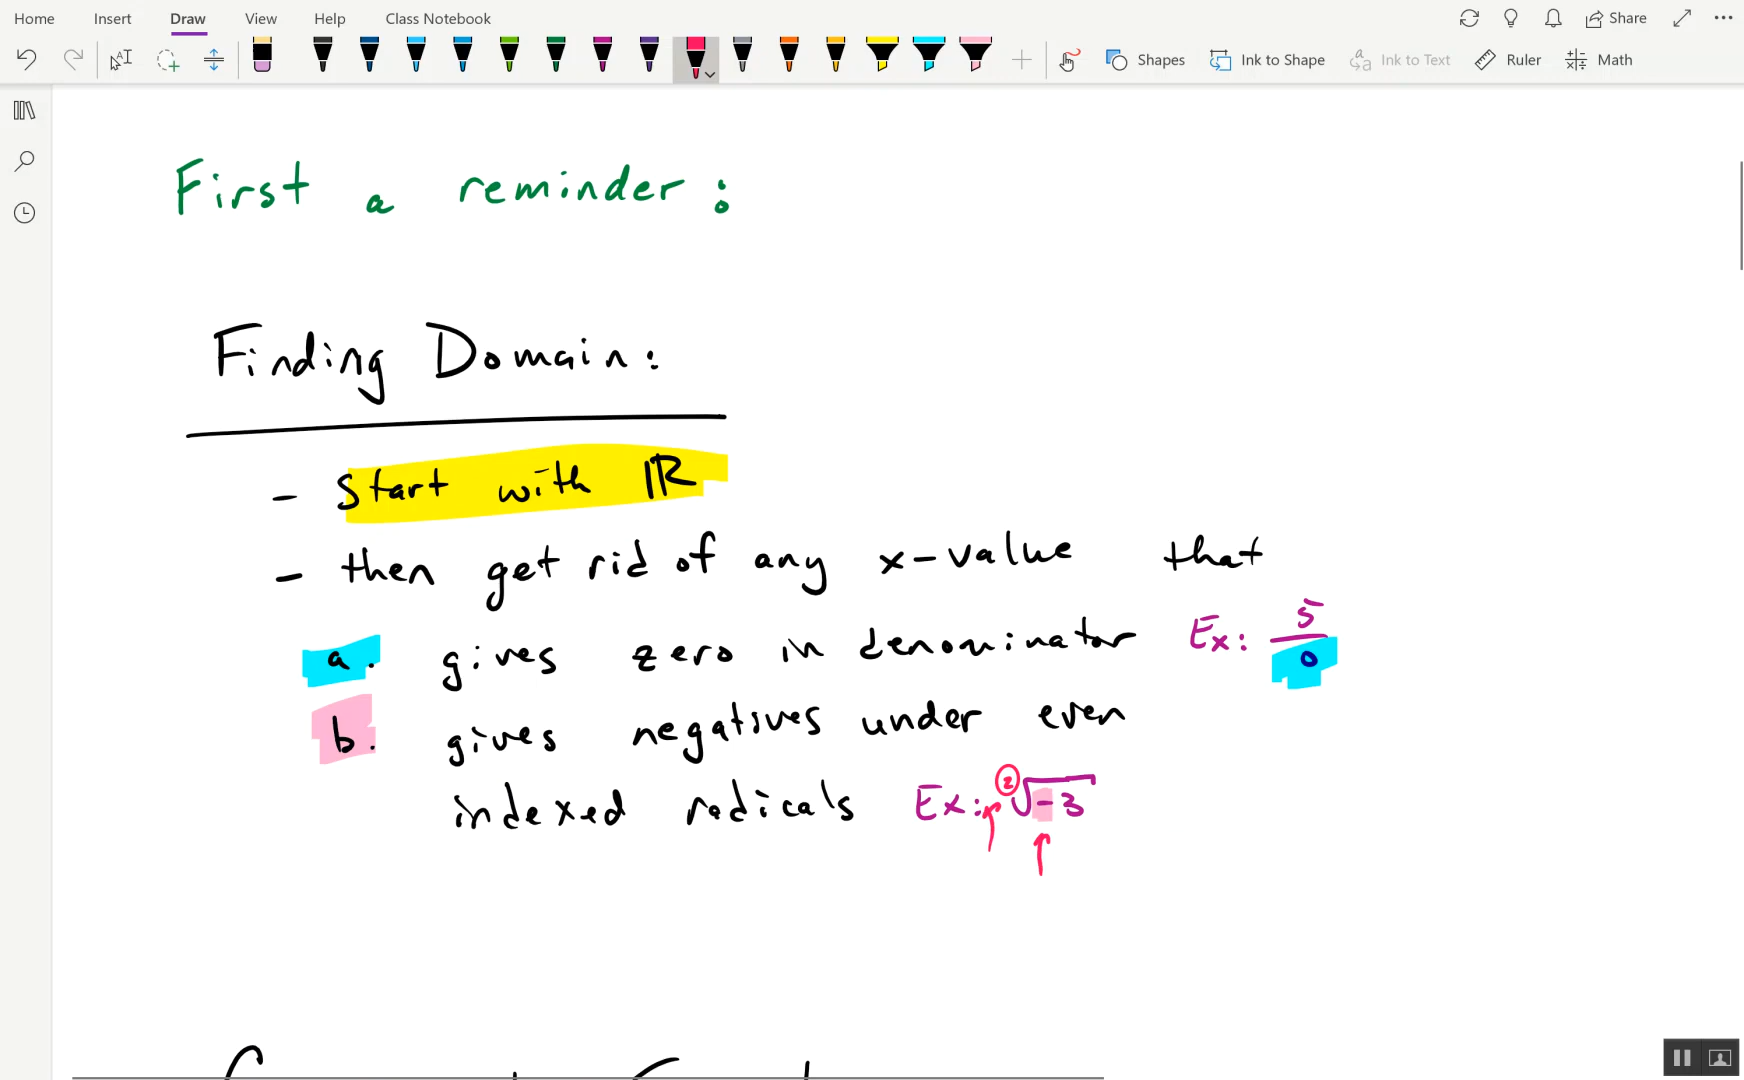 Home Insert Draw View Help Class Notebook Share
Shapes Ink to Shape Ink to Text Ruler Math
First a reminder:
Finding Domain:
- Start with ℝ
- then get rid of any x-value that
a. gives zero in denominator Ex: 5/0
b. gives negatives under even
indexed radicals Ex: ²√-3